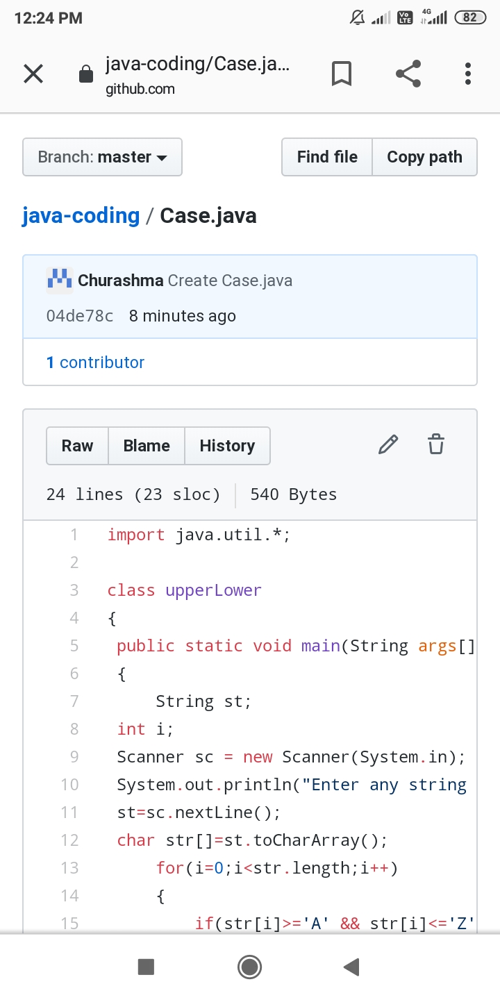 12:24 PM
Vo LTE 4G 82
java-coding/Case.ja...
github.com
Branch: master
Find file Copy path
java-coding / Case.java
Churashma Create Case.java
04de78c 8 minutes ago
1 contributor
Raw Blame History
24 lines (23 sloc) 540 Bytes
1 import java.util.*;
2
3 class upperLower
4 {
5 public static void main(String args[]
6 {
7 String st;
8 int i;
9 Scanner sc = new Scanner(System.in);
10 System.out.println("Enter any string
11 st=sc.nextLine();
12 char str[]=st.toCharArray();
13 for(i=0;i<str.length;i++)
14 {
15 if(str[i]>='A' && str[i]<='Z'